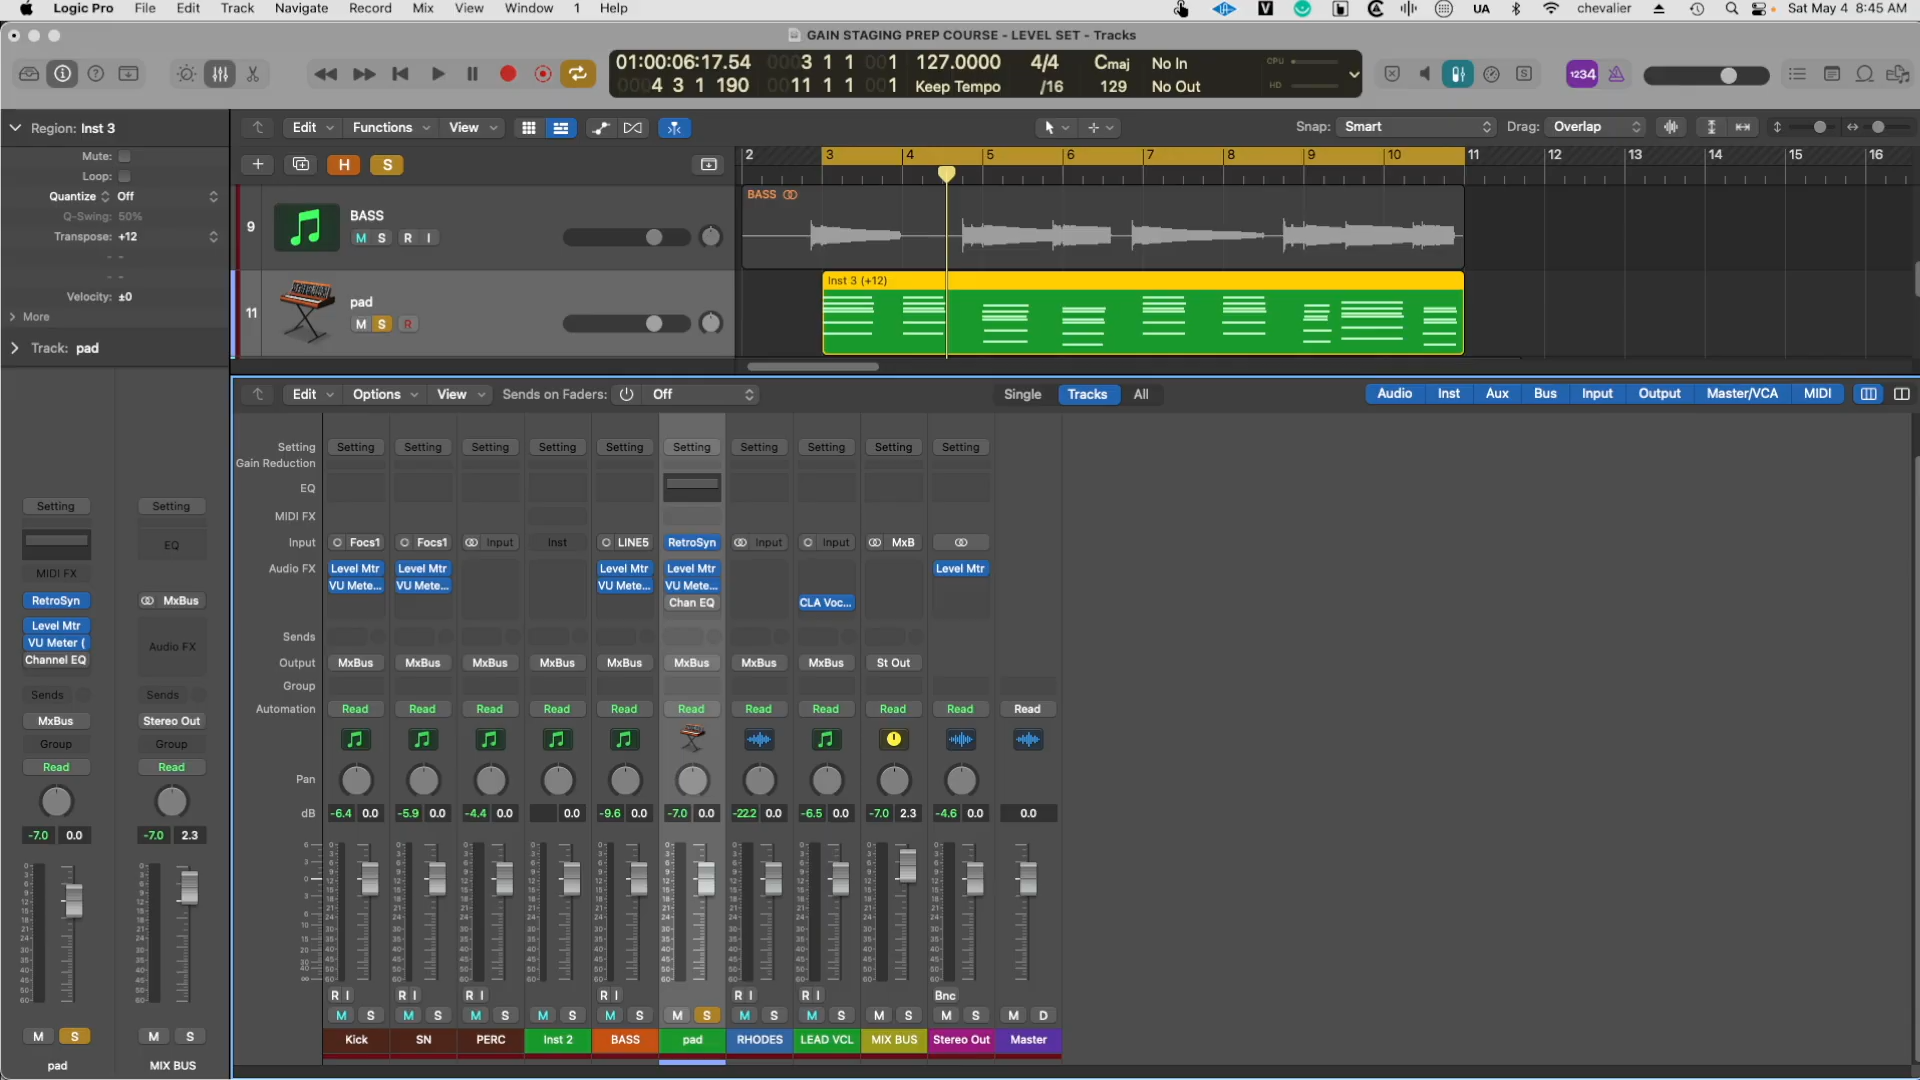 Logic Pro File Edit Track Navigate Record Mix View Window 1 Help UA chevalier Sat May 4 8:45 AM
GAIN STAGING PREP COURSE - LEVEL SET - Tracks
01:00:06:17.54 0003 1 1 001 127.0000 4/4 Cmaj No In CPU
0004 3 1 190 0011 1 1 001 Keep Tempo /16 129 No Out HD
S 1234
Region: Inst 3 Edit Functions View Snap: Smart Drag: Overlap
Mute:
Loop:
Quantize Off
Q-Swing: 50%
Transpose: +12
Velocity: ±0
More
Track: pad
H S
2 3 4 5 6 7 8 9 10 11 12 13 14 15 16
9 BASS
M S R I
BASS
11 pad
M S R
Inst 3 (+12)
Edit Options View Sends on Faders: Off Single Tracks All Audio Inst Aux Bus Input Output Master/VCA MIDI
Setting Setting Setting Setting Setting Setting Setting Setting Setting Setting Setting
Gain Reduction
EQ
MIDI FX
Input Focs1 Focs1 Input Inst LINE5 RetroSyn Input Input MxB
Audio FX Level Mtr Level Mtr Level Mtr Level Mtr Level Mtr
VU Mete... VU Mete... VU Mete... VU Mete...
Chan EQ CLA Voc...
Sends
Output MxBus MxBus MxBus MxBus MxBus MxBus MxBus MxBus St Out
Group
Automation Read Read Read Read Read Read Read Read Read Read Read
Pan
dB -6.4 0.0 -5.9 0.0 -4.4 0.0 0.0 -9.6 0.0 -7.0 0.0 -22.2 0.0 -6.5 0.0 -7.0 2.3 -4.6 0.0 0.0
R I R I R I R I R I R I Bnc
M S M S M S M S M S M S M S M S M S M S M D
Kick SN PERC Inst 2 BASS pad RHODES LEAD VCL MIX BUS Stereo Out Master
Setting Setting
EQ
MIDI FX
RetroSyn MxBus
Level Mtr
VU Meter (
Channel EQ
Audio FX
Sends Sends
MxBus Stereo Out
Group Group
Read Read
-7.0 0.0 -7.0 2.3
M S M S
pad MIX BUS